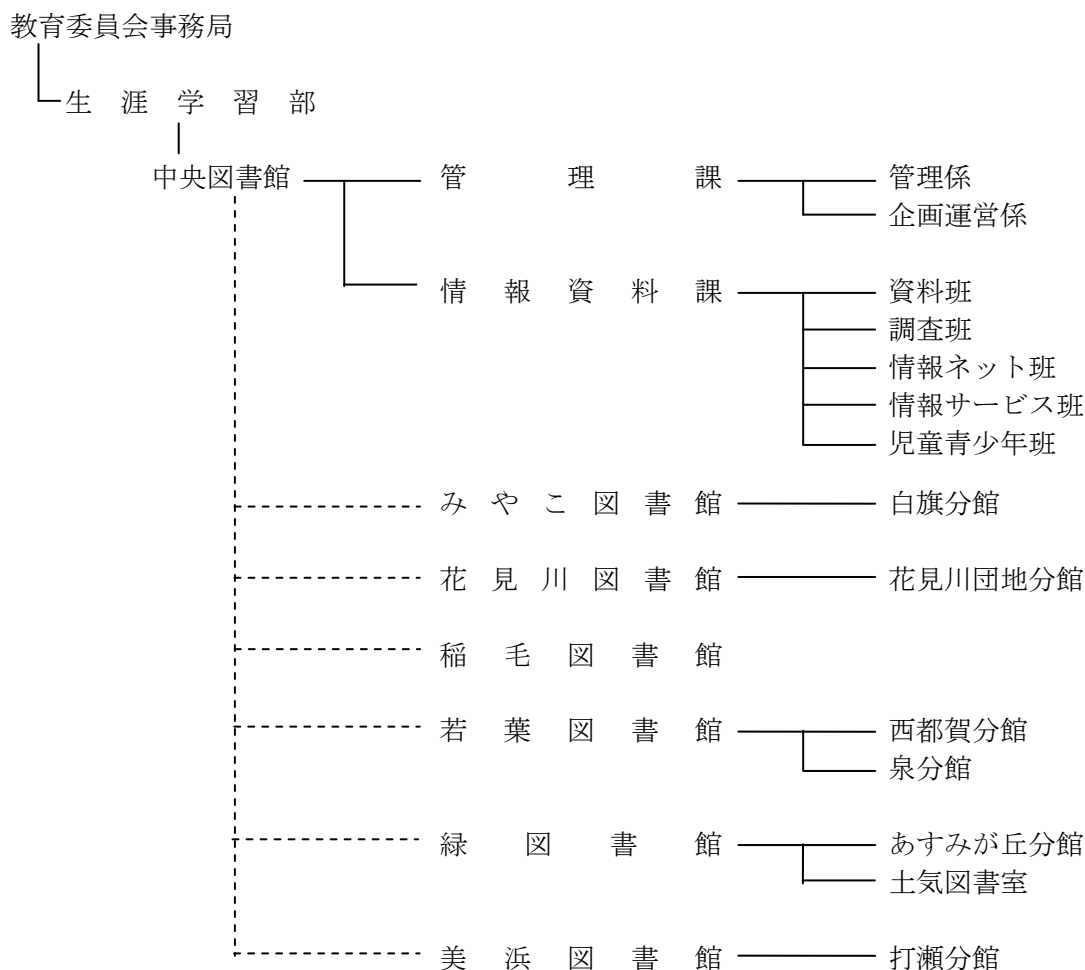 教育委員会事務局
生涯学習部
中央図書館 管理課 管理係
企画運営係
情報資料課 資料班
調査班
情報ネット班
情報サービス班
児童青少年班
みやこ図書館 白旗分館
花見川図書館 花見川団地分館
稲毛図書館
若葉図書館 西都賀分館
泉分館
緑図書館 あすみが丘分館
土気図書室
美浜図書館 打瀬分館